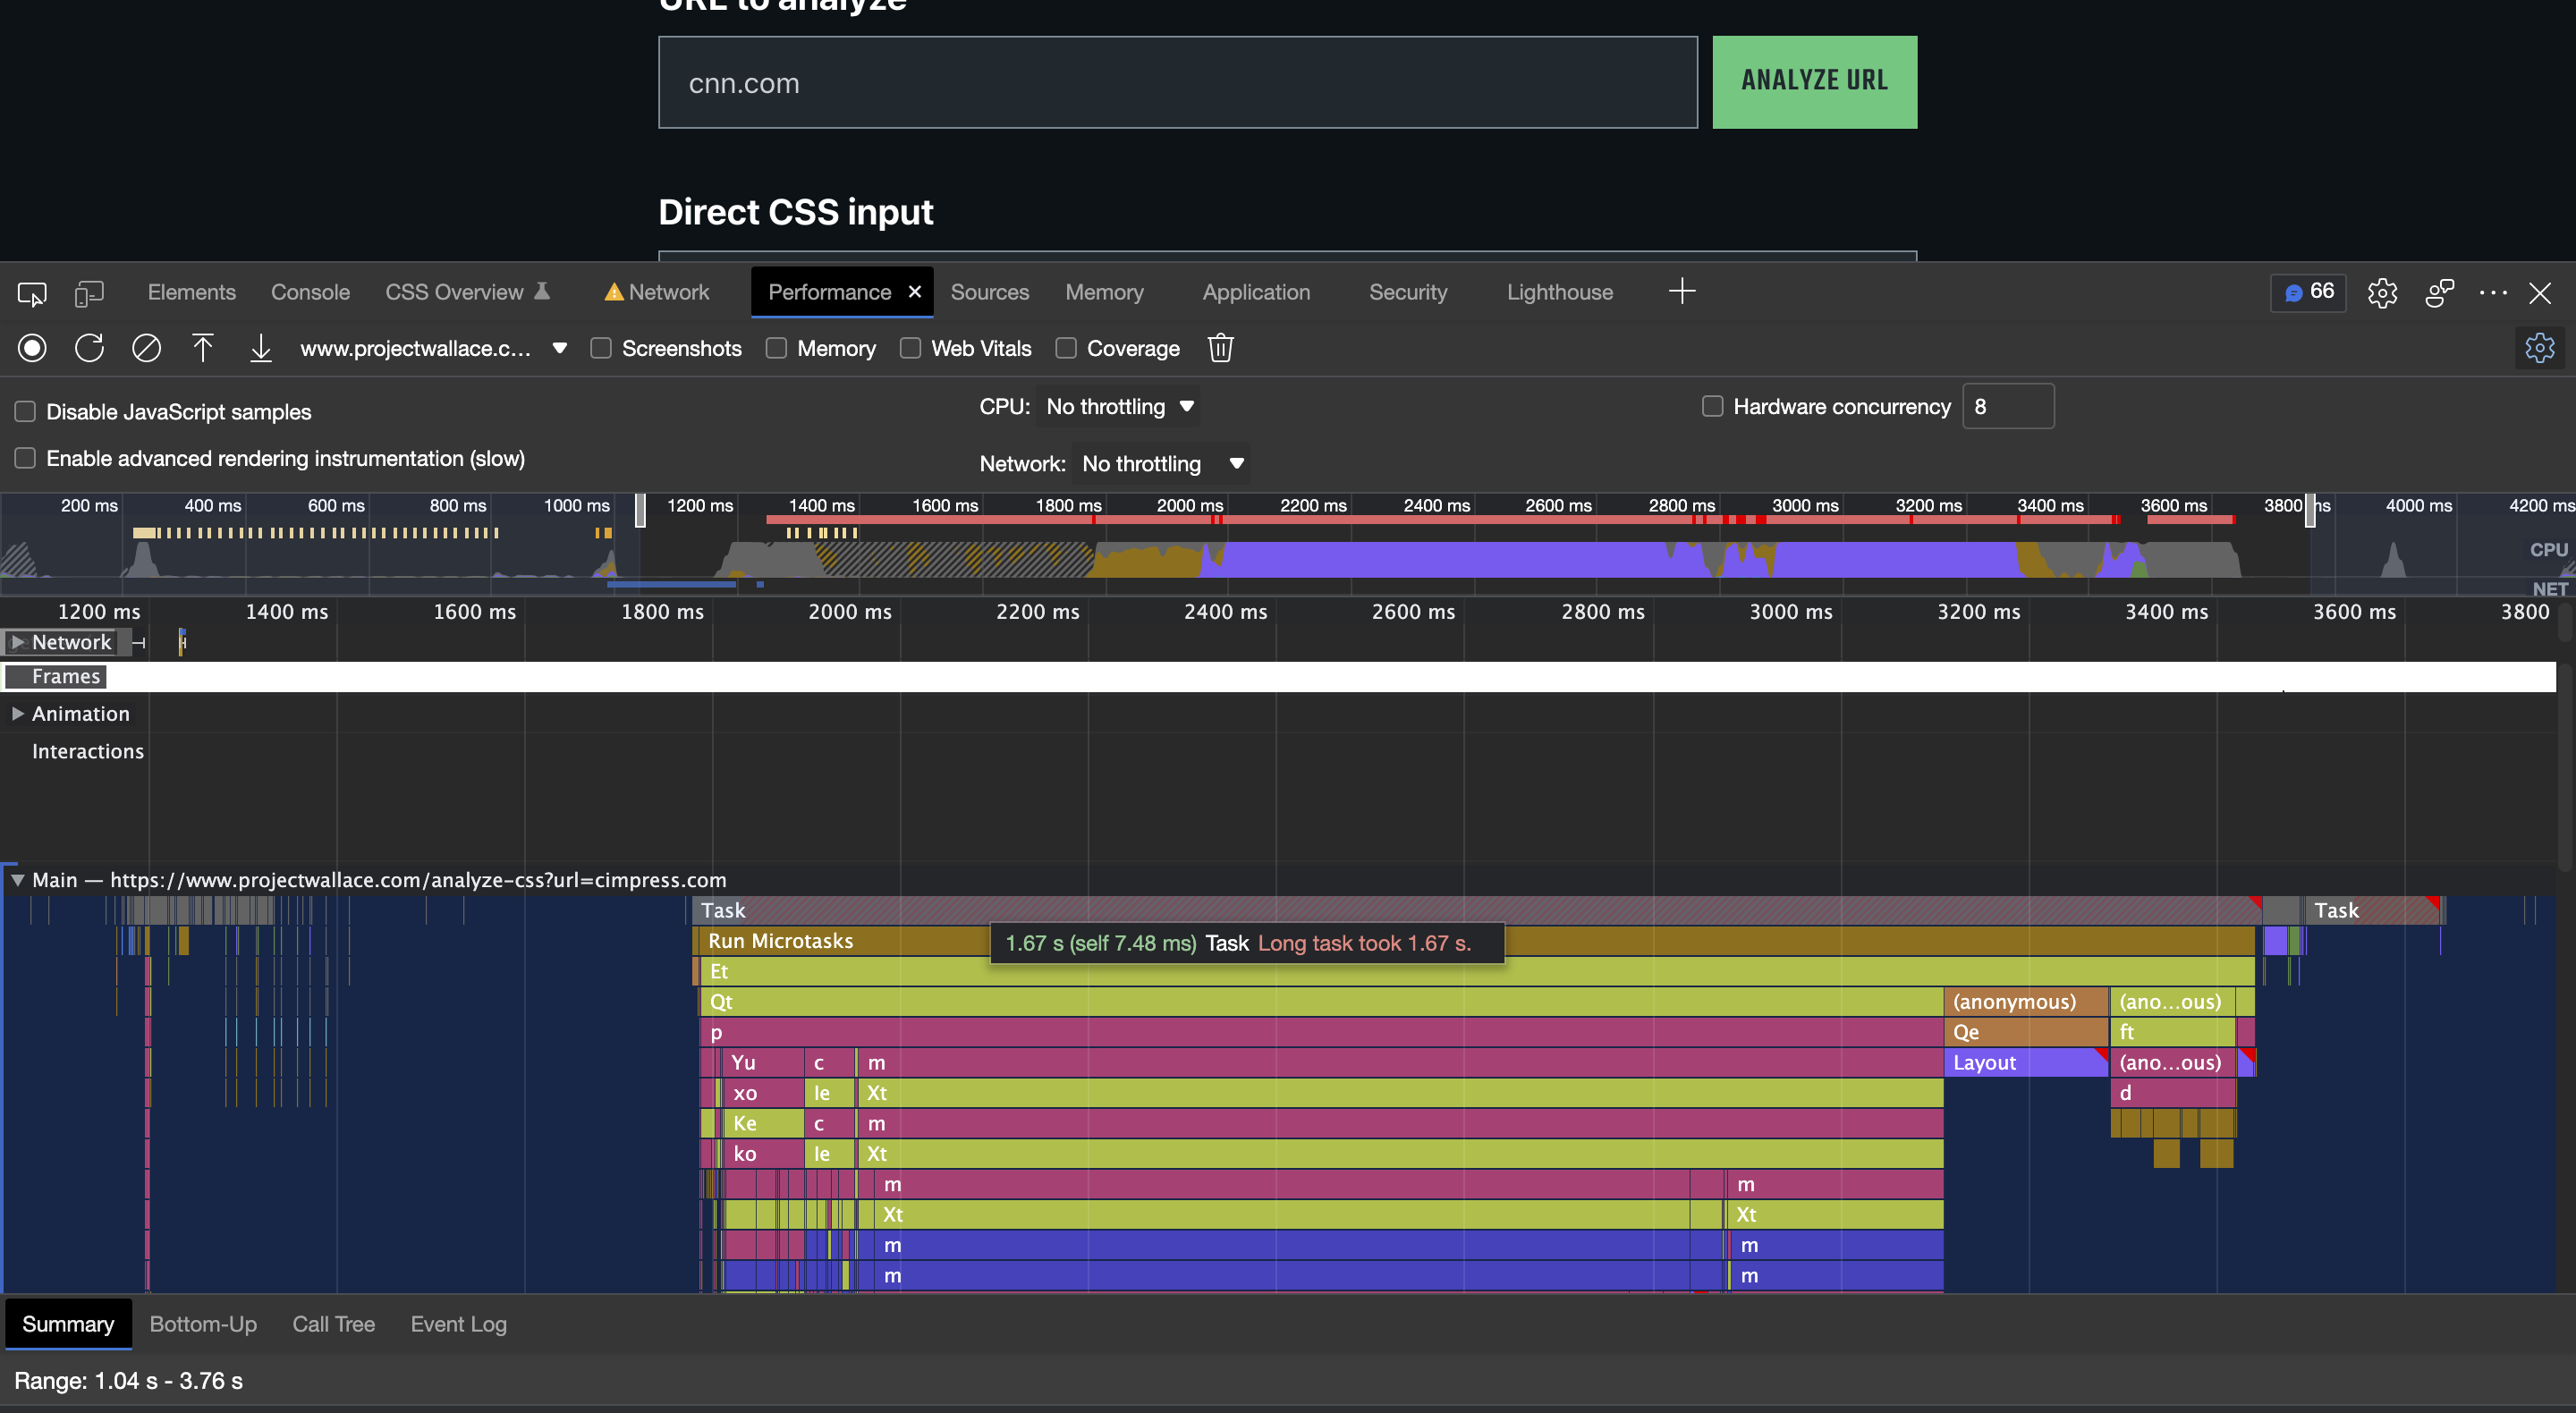 URL to analyze
cnn.com
ANALYZE URL
Direct CSS input
Elements Console CSS Overview Network Performance Sources Memory Application Security Lighthouse 66
www.projectwallace.c... Screenshots Memory Web Vitals Coverage
Disable JavaScript samples CPU: No throttling Hardware concurrency 8
Enable advanced rendering instrumentation (slow) Network: No throttling
200 ms 400 ms 600 ms 800 ms 1000 ms 1200 ms 1400 ms 1600 ms 1800 ms 2000 ms 2200 ms 2400 ms 2600 ms 2800 ms 3000 ms 3200 ms 3400 ms 3600 ms 3800 ms 4000 ms 4200 ms
CPU
NET
1200 ms 1400 ms 1600 ms 1800 ms 2000 ms 2200 ms 2400 ms 2600 ms 2800 ms 3000 ms 3200 ms 3400 ms 3600 ms 3800
Network
Frames
Animation
Interactions
Main — https://www.projectwallace.com/analyze-css?url=cimpress.com
Task Task
Run Microtasks 1.67 s (self 7.48 ms) Task Long task took 1.67 s.
Et
Qt (anonymous) (ano...ous)
p Qe ft
Yu c m Layout (ano...ous)
xo le Xt d
Ke c m
ko le Xt
m m
Xt Xt
m m
m m
Summary Bottom-Up Call Tree Event Log
Range: 1.04 s - 3.76 s